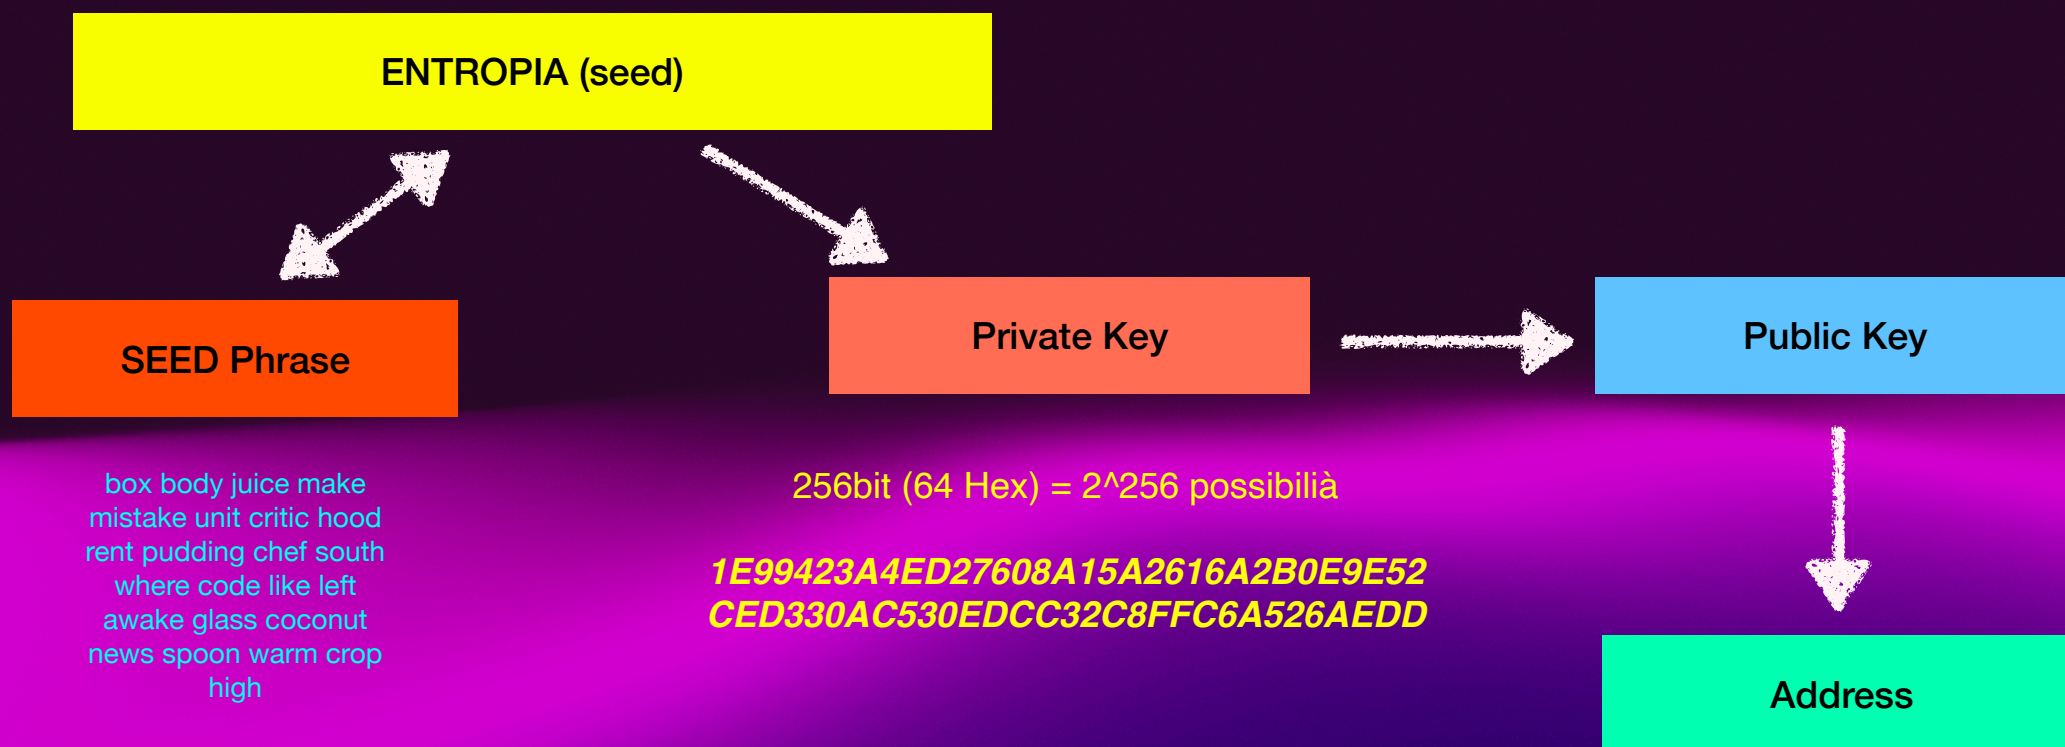 ENTROPIA (seed)
SEED Phrase
Private Key
Public Key
box body juice make
mistake unit critic hood
rent pudding chef south
where code like left
awake glass coconut
news spoon warm crop
high
256bit (64 Hex) = 2^256 possibilià
1E99423A4ED27608A15A2616A2B0E9E52
CED330AC530EDCC32C8FFC6A526AEDD
Address